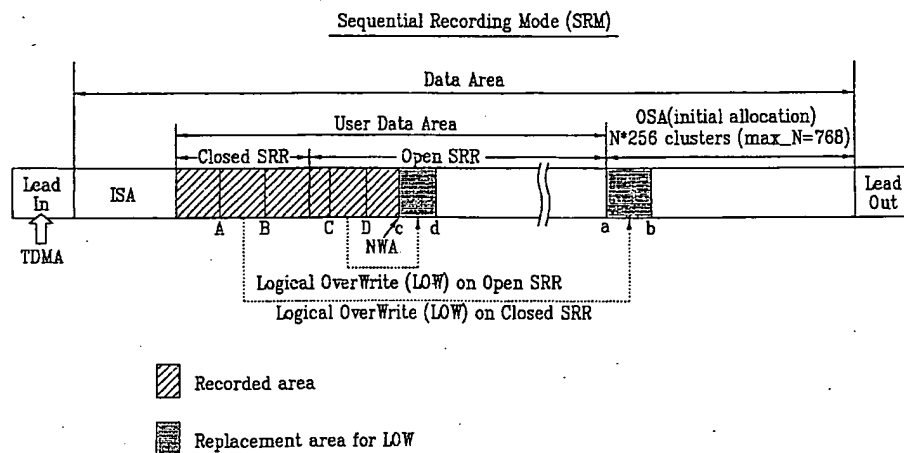 Sequential Recording Mode (SRM)
Data Area
OSA(initial allocation)
N*256 clusters (max_N=768)
User Data Area
Closed SRR
Open SRR
Lead
In
ISA
Lead
Out
A
B
C
D
c
d
a
b
NWA
TDMA
Logical OverWrite (LOW) on Open SRR
Logical OverWrite (LOW) on Closed SRR
Recorded area
Replacement area for LOW